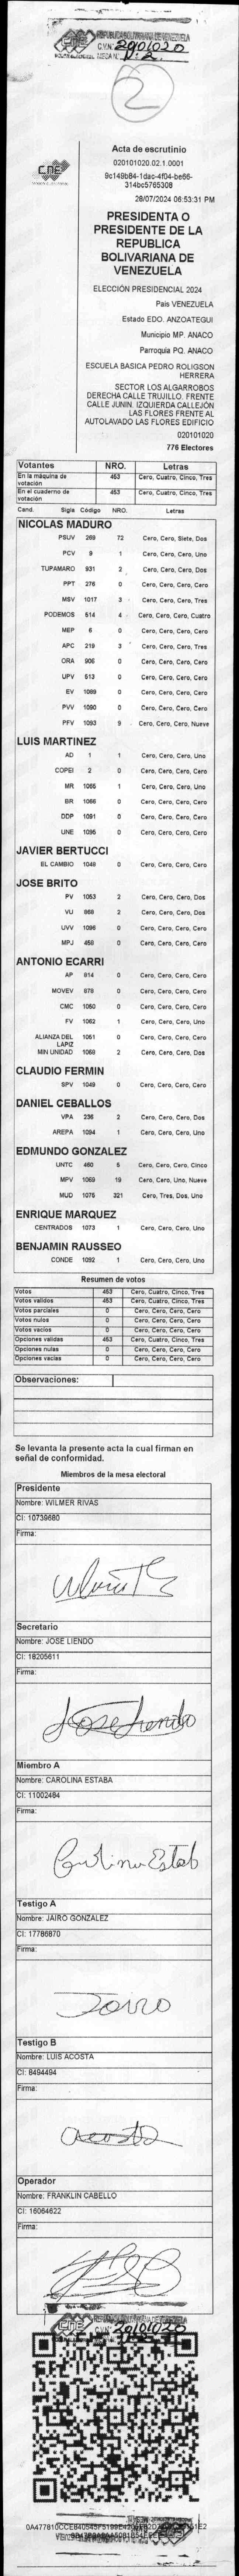 REPUBLICA BOLIVARIANA DE VENEZUELA
CNE
C.V.N°: 20101020
MESA N°: 2
2
CNE
Acta de escrutinio
020101020.02.1.0001
9c149b84-1dac-4f04-be66-
314bc5765308
28/07/2024 06:53:31 PM
PRESIDENTA O
PRESIDENTE DE LA
REPUBLICA
BOLIVARIANA DE
VENEZUELA
ELECCIÓN PRESIDENCIAL 2024
Pais VENEZUELA
Estado EDO. ANZOATEGUI
Municipio MP. ANACO
Parroquia PQ. ANACO
ESCUELA BASICA PEDRO ROLIGSON
HERRERA
SECTOR LOS ALGARROBOS
DERECHA CALLE TRUJILLO. FRENTE
CALLE JUNIN. IZQUIERDA CALLEJÓN
LAS FLORES FRENTE AL
AUTOLAVADO LAS FLORES EDIFICIO
020101020
776 Electores
Votantes NRO. Letras
En la máquina de votación 463 Cero, Cuatro, Cinco, Tres
En el cuaderno de votación 453 Cero, Cuatro, Cinco, Tres
Cand. Sigla Código NRO. Letras
NICOLAS MADURO
PSUV 269 72 Cero, Cero, Siete, Dos
PCV 9 1 Cero, Cero, Cero, Uno
TUPAMARO 931 2 Cero, Cero, Cero, Dos
PPT 276 0 Cero, Cero, Cero, Cero
MSV 1017 3 Cero, Cero, Cero, Tres
PODEMOS 514 4 Cero, Cero, Cero, Cuatro
MEP 6 0 Cero, Cero, Cero, Cero
APC 219 3 Cero, Cero, Cero, Tres
ORA 906 0 Cero, Cero, Cero, Cero
UPV 513 0 Cero, Cero, Cero, Cero
EV 1099 0 Cero, Cero, Cero, Cero
PVV 1090 0 Cero, Cero, Cero, Cero
PFV 1093 9 Cero, Cero, Cero, Nueve
LUIS MARTINEZ
AD 1 1 Cero, Cero, Cero, Uno
COPEI 2 0 Cero, Cero, Cero, Cero
MR 1065 1 Cero, Cero, Cero, Uno
BR 1066 0 Cero, Cero, Cero, Cero
DDP 1091 0 Cero, Cero, Cero, Cero
UNE 1095 0 Cero, Cero, Cero, Cero
JAVIER BERTUCCI
EL CAMBIO 1048 0 Cero, Cero, Cero, Cero
JOSE BRITO
PV 1053 2 Cero, Cero, Cero, Dos
VU 868 2 Cero, Cero, Cero, Dos
UVV 1096 0 Cero, Cero, Cero, Cero
MPJ 458 0 Cero, Cero, Cero, Cero
ANTONIO ECARRI
AP 814 0 Cero, Cero, Cero, Cero
MOVEV 878 0 Cero, Cero, Cero, Cero
CMC 1050 0 Cero, Cero, Cero, Cero
FV 1062 1 Cero, Cero, Cero, Uno
ALIANZA DEL LAPIZ 1051 0 Cero, Cero, Cero, Cero
MIN UNIDAD 1068 2 Cero, Cero, Cero, Dos
CLAUDIO FERMIN
SPV 1049 0 Cero, Cero, Cero, Cero
DANIEL CEBALLOS
VPA 236 2 Cero, Cero, Cero, Dos
AREPA 1094 1 Cero, Cero, Cero, Uno
EDMUNDO GONZALEZ
UNTC 460 5 Cero, Cero, Cero, Cinco
MPV 1069 19 Cero, Cero, Uno, Nueve
MUD 1075 321 Cero, Tres, Dos, Uno
ENRIQUE MARQUEZ
CENTRADOS 1073 1 Cero, Cero, Cero, Uno
BENJAMIN RAUSSEO
CONDE 1092 1 Cero, Cero, Cero, Uno
Resumen de votos
Votos 453 Cero, Cuatro, Cinco, Tres
Votos validos 453 Cero, Cuatro, Cinco, Tres
Votos parciales 0 Cero, Cero, Cero, Cero
Votos nulos 0 Cero, Cero, Cero, Cero
Votos vacios 0 Cero, Cero, Cero, Cero
Opciones validas 453 Cero, Cuatro, Cinco, Tres
Opciones nulas 0 Cero, Cero, Cero, Cero
Opciones vacias 0 Cero, Cero, Cero, Cero
Observaciones:
Se levanta la presente acta la cual firman en
señal de conformidad.
Miembros de la mesa electoral
Presidente
Nombre: WILMER RIVAS
CI: 10739680
Firma:
Secretario
Nombre: JOSE LIENDO
CI: 18205611
Firma:
Jose Liendo
Miembro A
Nombre: CAROLINA ESTABA
CI: 11002484
Firma:
Testigo A
Nombre: JAIRO GONZALEZ
CI: 17786870
Firma:
Jairo
Testigo B
Nombre: LUIS ACOSTA
CI: 8494494
Firma:
Acosta
Operador
Nombre: FRANKLIN CABELLO
CI: 16064622
Firma:
CNE
20101020